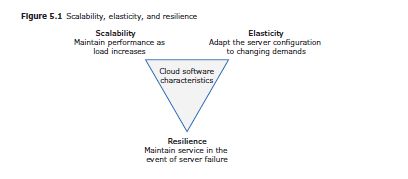 Figure 5.1 Scalability, elasticity, and resilience
Scalability
Maintain performance as
load increases
Elasticity
Adapt the server configuration
to changing demands
Cloud software
characteristics
Resilience
Maintain service in the
event of server failure